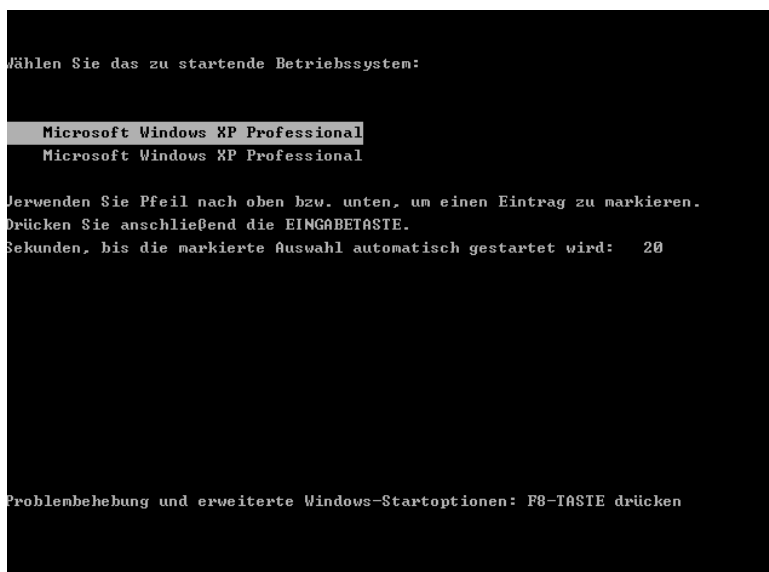 Wählen Sie das zu startende Betriebssystem:
Microsoft Windows XP Professional
Microsoft Windows XP Professional
Verwenden Sie Pfeil nach oben bzw. unten, um einen Eintrag zu markieren.
Drücken Sie anschließend die EINGABETASTE.
Sekunden, bis die markierte Auswahl automatisch gestartet wird: 20
Problembehebung und erweiterte Windows-Startoptionen: F8-TASTE drücken